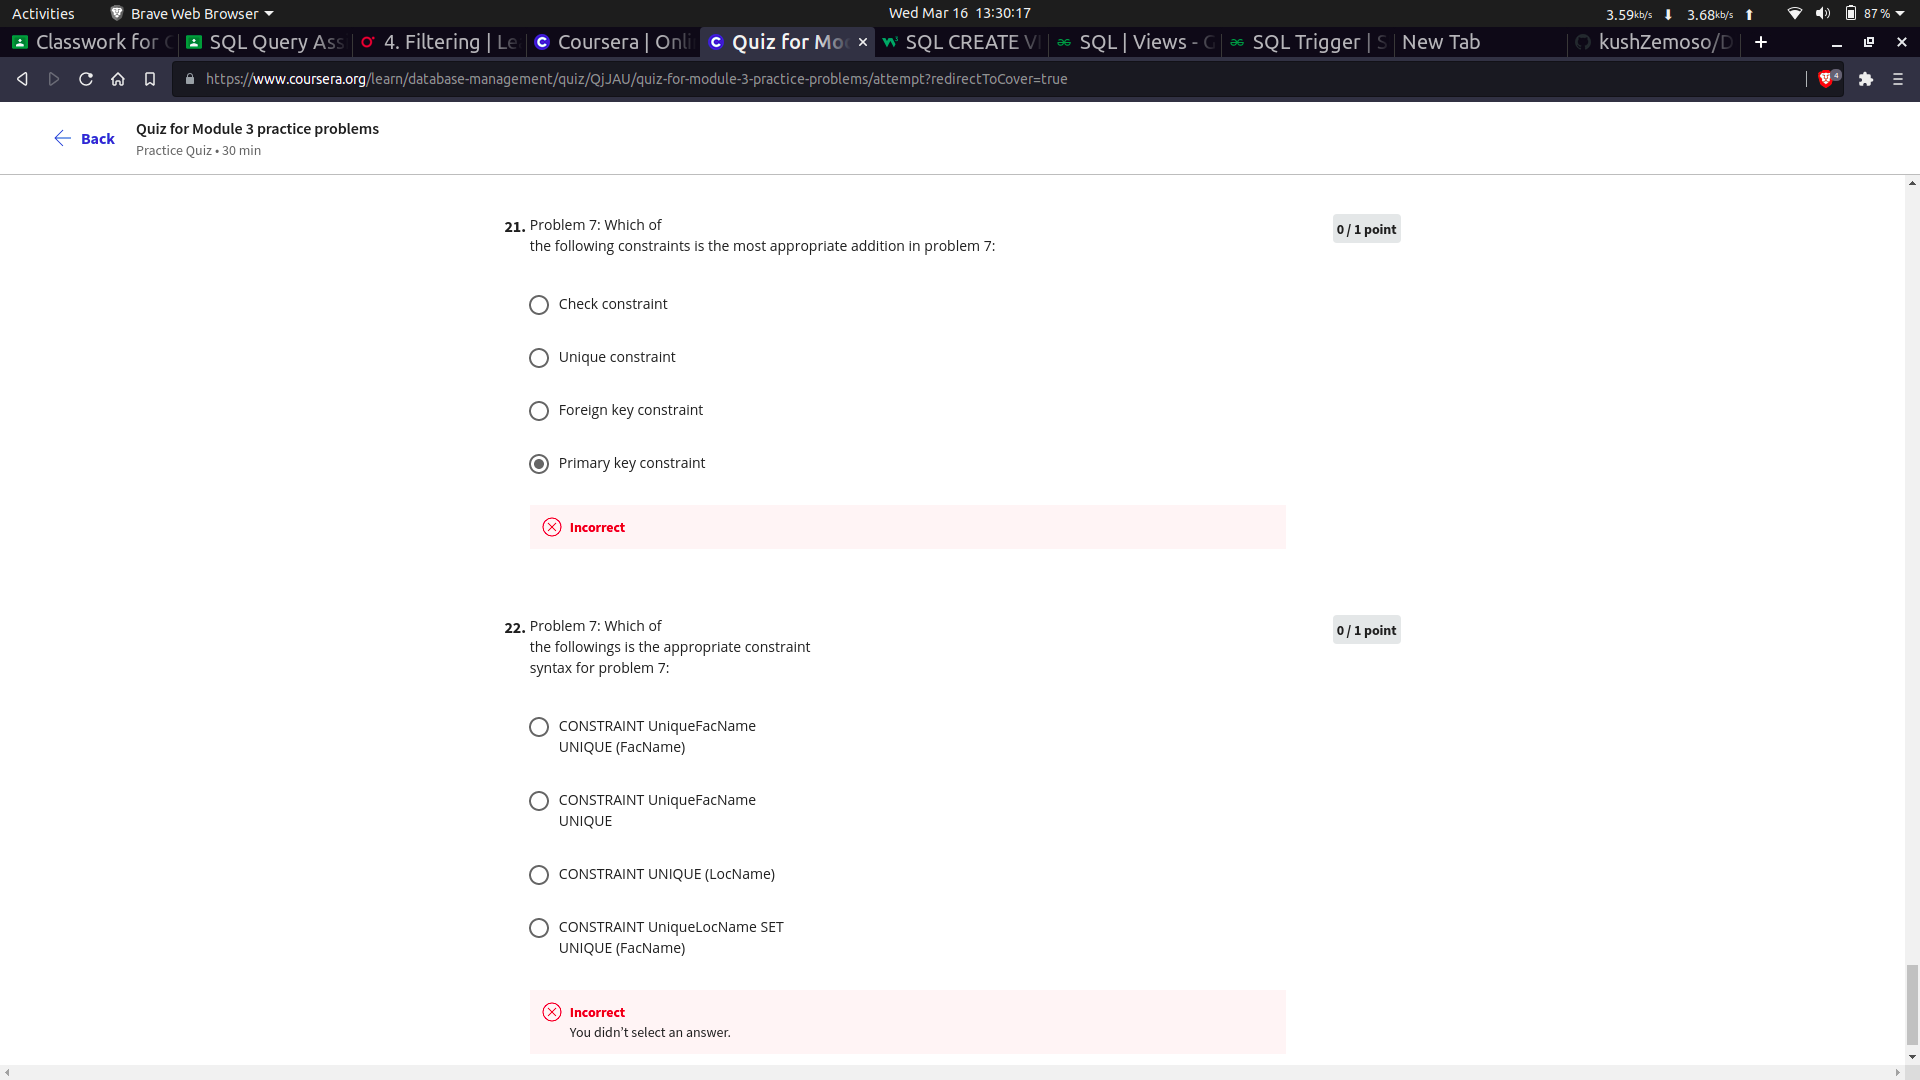 Activities
Brave Web Browser
Wed Mar 16 13:30:17
3.59kb/s
3.68kb/s
87 %
Classwork for
SQL Query Ass
4. Filtering | Le
Coursera | Onli
Quiz for Mo
SQL CREATE V
SQL | Views - G
SQL Trigger | S
New Tab
kushZemoso/D
https://www.coursera.org/learn/database-management/quiz/QjJAU/quiz-for-module-3-practice-problems/attempt?redirectToCover=true
4
Back
Quiz for Module 3 practice problems
Practice Quiz • 30 min
21. Problem 7: Which of
the following constraints is the most appropriate addition in problem 7:
0 / 1 point
Check constraint
Unique constraint
Foreign key constraint
Primary key constraint
Incorrect
22. Problem 7: Which of
the followings is the appropriate constraint
syntax for problem 7:
0 / 1 point
CONSTRAINT UniqueFacName
UNIQUE (FacName)
CONSTRAINT UniqueFacName
UNIQUE
CONSTRAINT UNIQUE (LocName)
CONSTRAINT UniqueLocName SET
UNIQUE (FacName)
Incorrect
You didn’t select an answer.